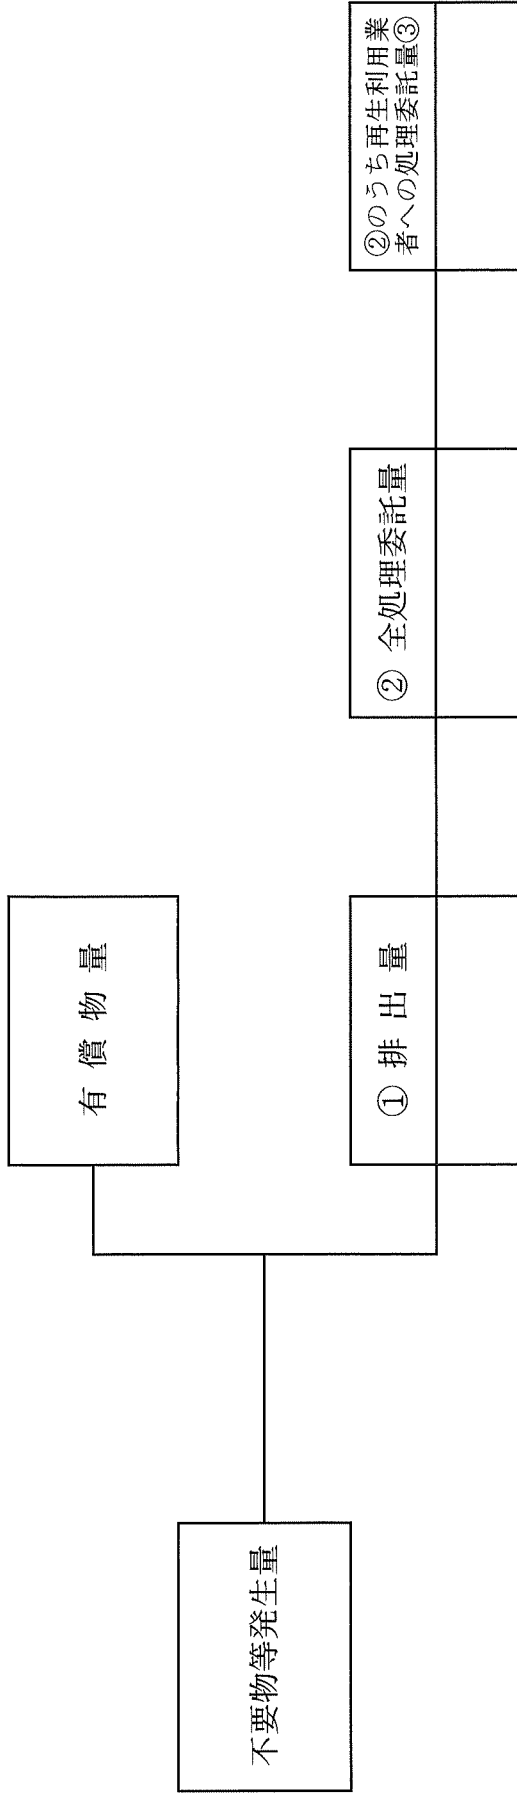 不要物等発生量
有償物量
① 排出量
② 全処理委託量
②のうち再生利用業
者への処理委託量③